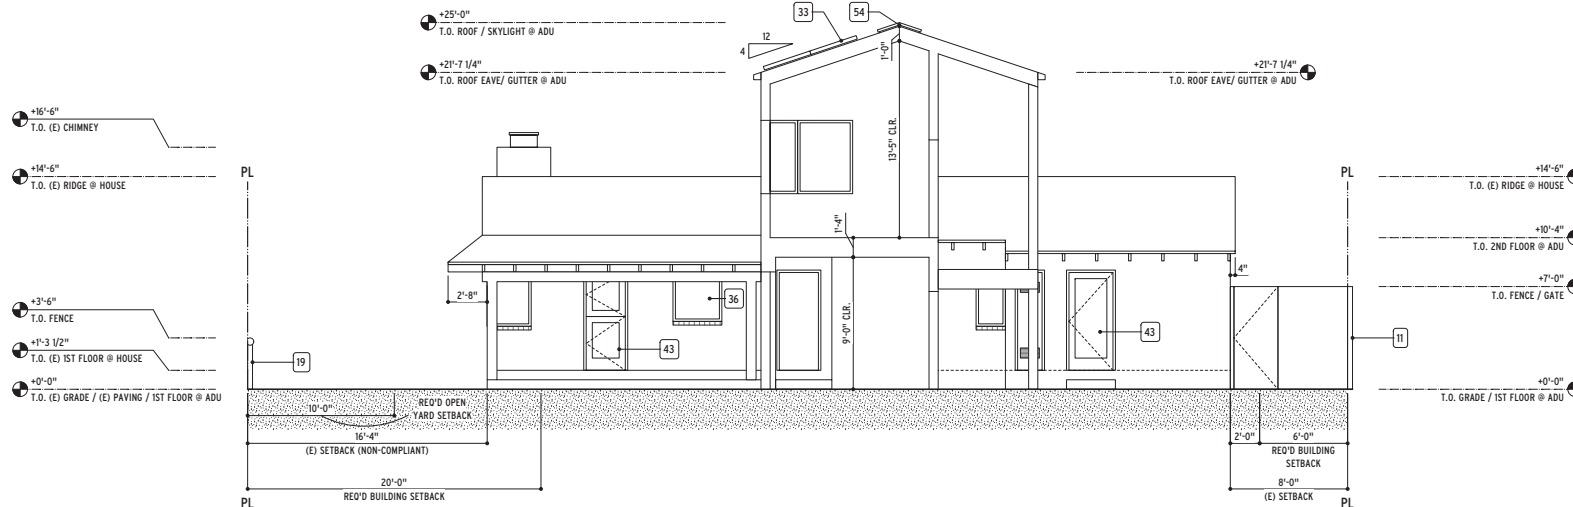 +25'-0"
T.O. ROOF / SKYLIGHT @ ADU
33
54
12
4
1'-0"
+21'-7 1/4"
T.O. ROOF EAVE/ GUTTER @ ADU
+21'-7 1/4"
T.O. ROOF EAVE/ GUTTER @ ADU
+16'-6"
T.O. (E) CHIMNEY
13'-5" CLR.
+14'-6"
T.O. (E) RIDGE @ HOUSE
PL
PL
+14'-6"
T.O. (E) RIDGE @ HOUSE
1'-4"
+10'-4"
T.O. 2ND FLOOR @ ADU
4"
+7'-0"
T.O. FENCE / GATE
2'-8"
36
+3'-6"
T.O. FENCE
9'-0" CLR.
43
43
11
+1'-3 1/2"
T.O. (E) 1ST FLOOR @ HOUSE
19
+0'-0"
T.O. (E) GRADE / (E) PAVING / 1ST FLOOR @ ADU
+0'-0"
T.O. GRADE / 1ST FLOOR @ ADU
10'-0"
REQ'D OPEN
YARD SETBACK
16'-4"
(E) SETBACK (NON-COMPLIANT)
2'-0"
6'-0"
REQ'D BUILDING
SETBACK
20'-0"
REQ'D BUILDING SETBACK
8'-0"
(E) SETBACK
PL
PL